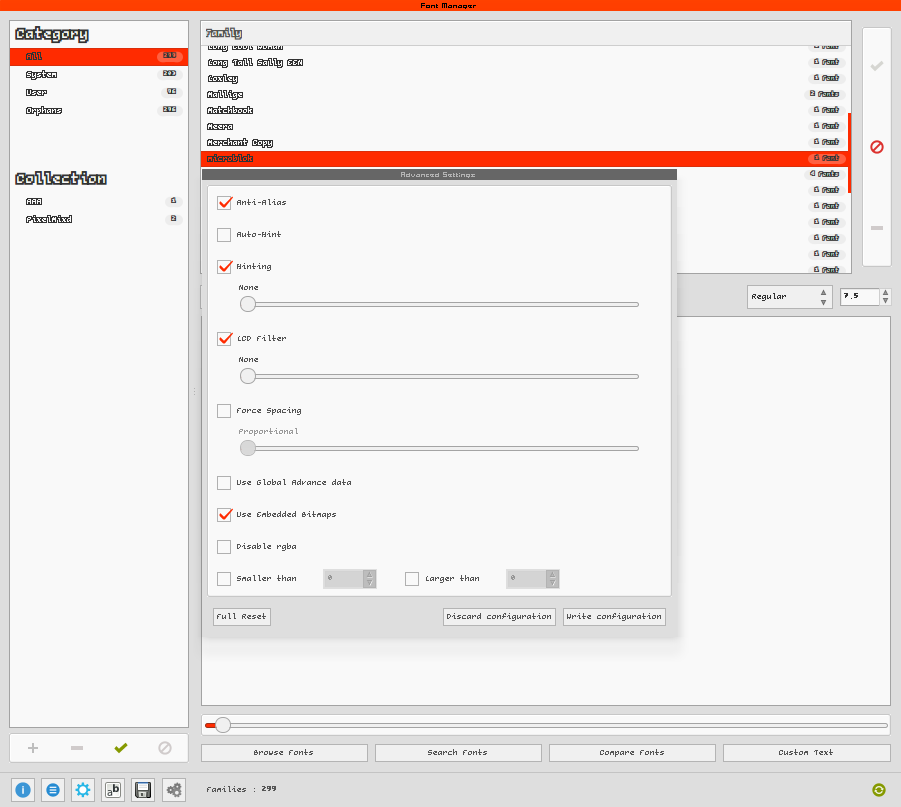 Font Manager
Category
All 299
System 203
User 96
Orphans 296
Collection
AAA 1
PixelMixd 2
Family
Long Tall Sally CEN 1 Font
Loxley 1 Font
Mallige 2 Fonts
Matchbook 1 Font
Meera 1 Font
Merchant Copy 1 Font
microblok 1 Font
4 Fonts
1 Font
1 Font
1 Font
1 Font
1 Font
1 Font
Advanced Settings
Anti-Alias
Auto-Hint
Hinting
None
LCD Filter
None
Force Spacing
Proportional
Use Global Advance data
Use Embedded Bitmaps
Disable rgba
Smaller than 0 Larger than 0
Full Reset Discard configuration Write configuration
Regular 7.5
Browse Fonts Search Fonts Compare Fonts Custom Text
ab Families : 299